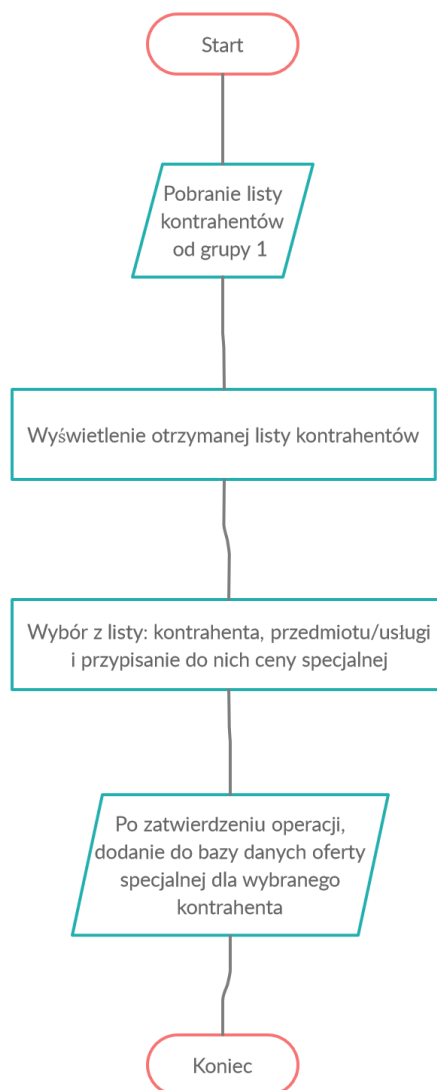 Start
Pobranie listy
kontrahentów
od grupy 1
Wyświetlenie otrzymanej listy kontrahentów
Wybór z listy: kontrahenta, przedmiotu/usługi
i przypisanie do nich ceny specjalnej
Po zatwierdzeniu operacji,
dodanie do bazy danych oferty
specjalnej dla wybranego
kontrahenta
Koniec